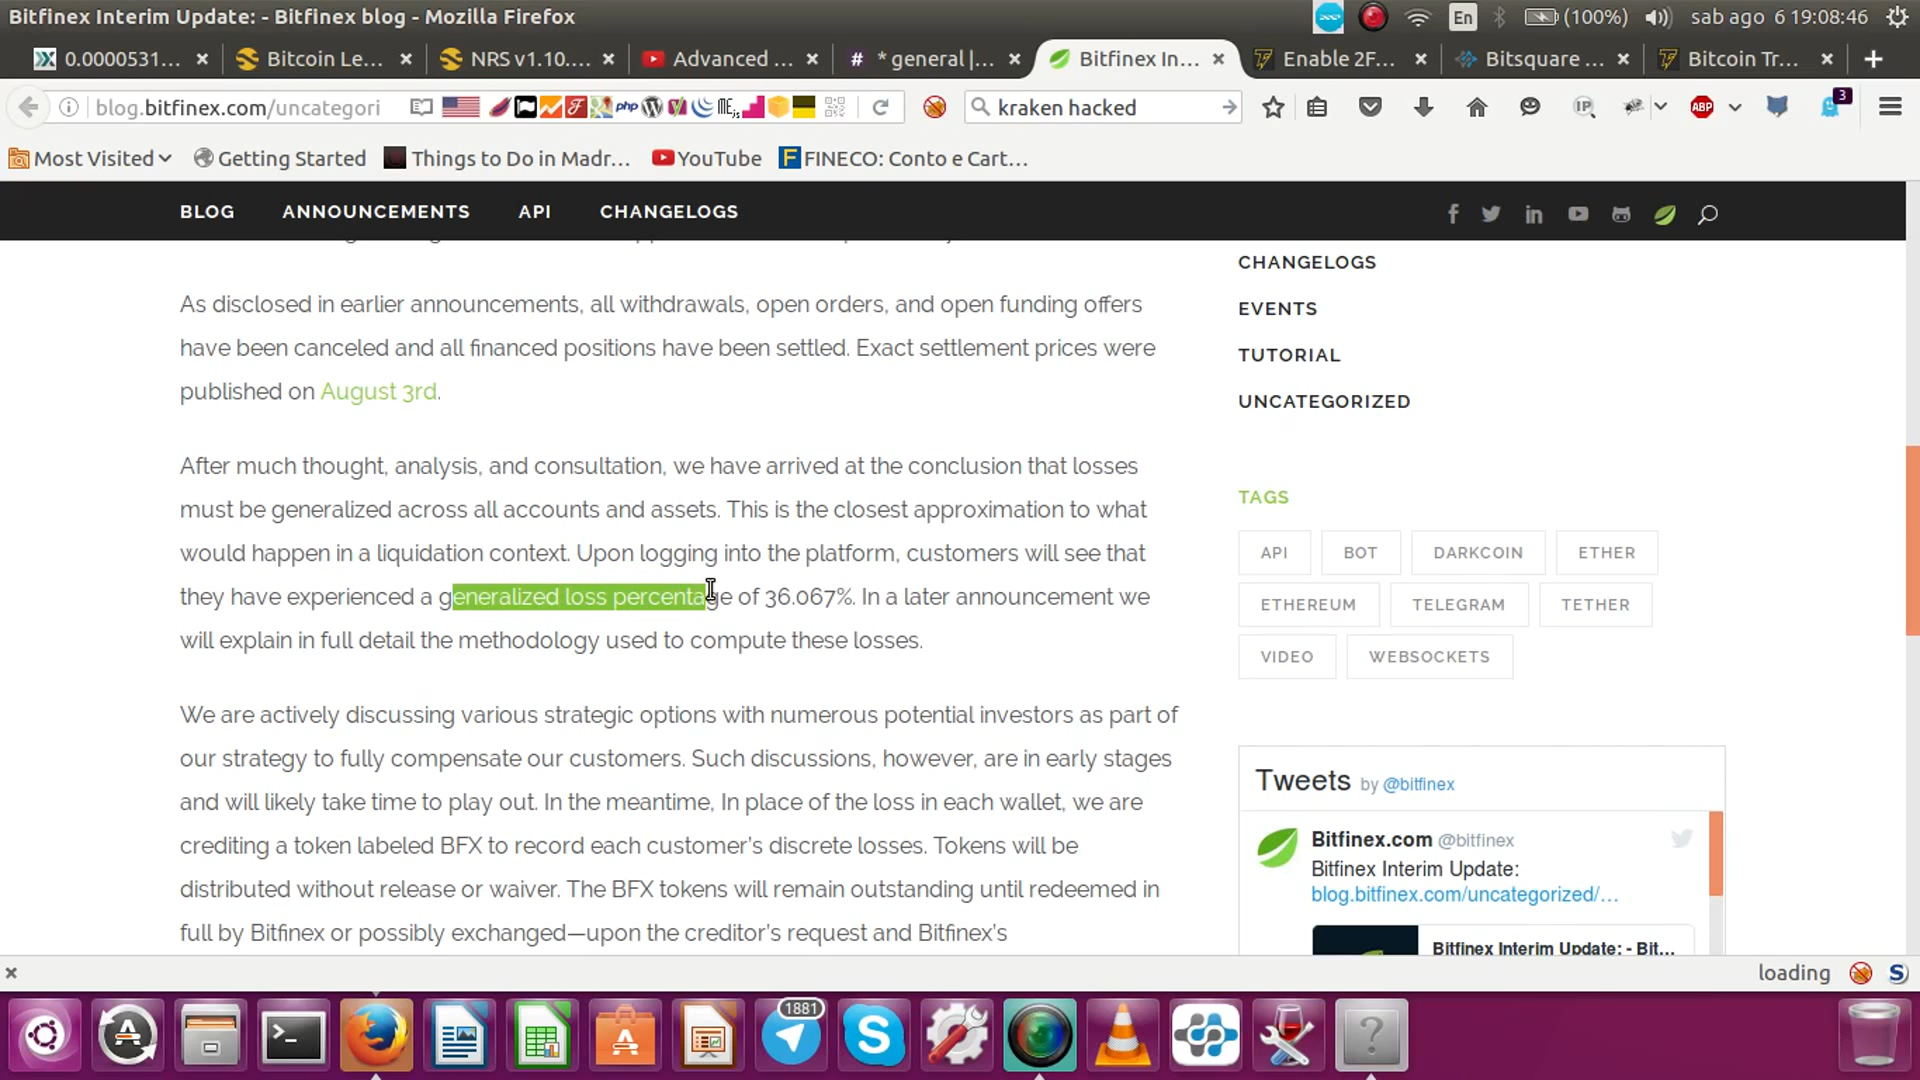 Bitfinex Interim Update: - Bitfinex blog - Mozilla Firefox
En
(100%)
sab ago 6 19:08:46
0.0000531...
Bitcoin Le...
NRS v1.10....
Advanced ...
* general |...
Bitfinex In...
Enable 2F...
Bitsquare ...
Bitcoin Tr...
blog.bitfinex.com/uncategori
php
ME
JS
kraken hacked
IP
ABP
3
Most Visited
Getting Started
Things to Do in Madr...
YouTube
FINECO: Conto e Cart...
BLOG
ANNOUNCEMENTS
API
CHANGELOGS
As disclosed in earlier announcements, all withdrawals, open orders, and open funding offers
have been canceled and all financed positions have been settled. Exact settlement prices were
published on August 3rd.
After much thought, analysis, and consultation, we have arrived at the conclusion that losses
must be generalized across all accounts and assets. This is the closest approximation to what
would happen in a liquidation context. Upon logging into the platform, customers will see that
they have experienced a generalized loss percentage of 36.067%. In a later announcement we
will explain in full detail the methodology used to compute these losses.
We are actively discussing various strategic options with numerous potential investors as part of
our strategy to fully compensate our customers. Such discussions, however, are in early stages
and will likely take time to play out. In the meantime, In place of the loss in each wallet, we are
crediting a token labeled BFX to record each customer's discrete losses. Tokens will be
distributed without release or waiver. The BFX tokens will remain outstanding until redeemed in
full by Bitfinex or possibly exchanged—upon the creditor's request and Bitfinex's
CHANGELOGS
EVENTS
TUTORIAL
UNCATEGORIZED
TAGS
API
BOT
DARKCOIN
ETHER
ETHEREUM
TELEGRAM
TETHER
VIDEO
WEBSOCKETS
Tweets by @bitfinex
Bitfinex.com @bitfinex
Bitfinex Interim Update:
blog.bitfinex.com/uncategorized/...
Bitfinex Interim Update: - Bit...
loading
1881